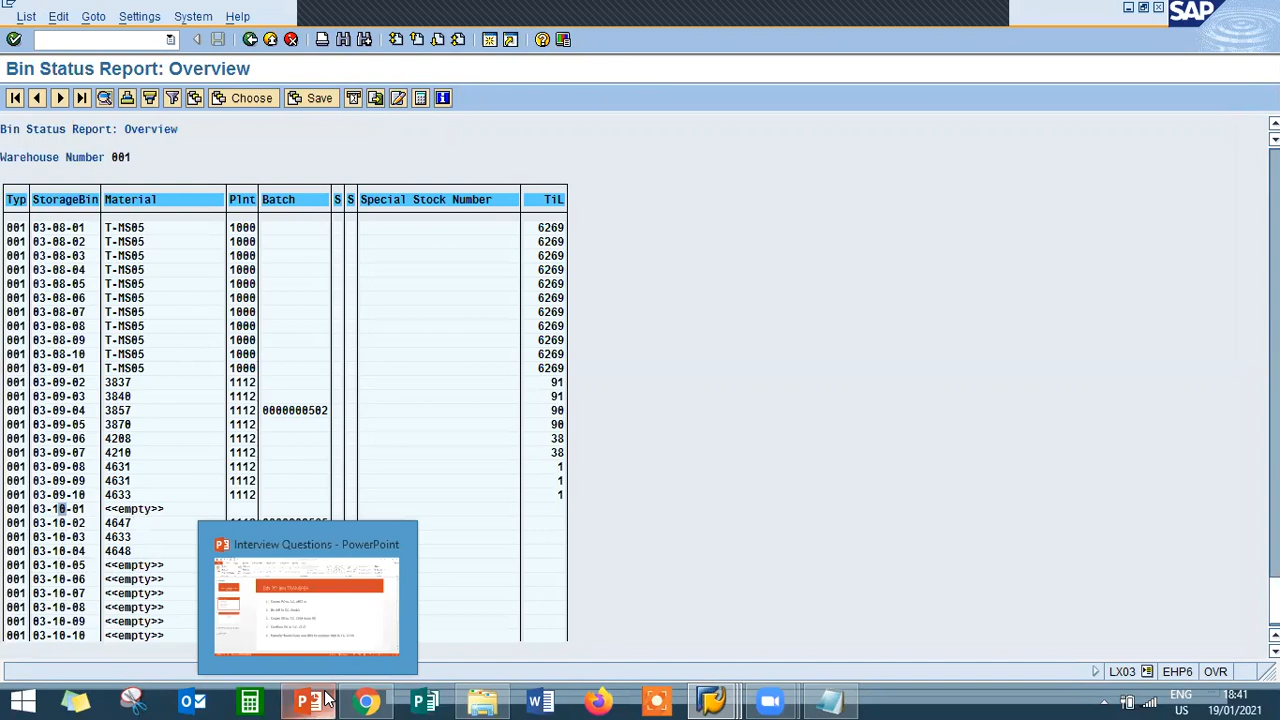 List Edit Goto Settings System Help
SAP
Bin Status Report: Overview
Choose Save
Bin Status Report: Overview
Warehouse Number 001
Typ StorageBin Material Plnt Batch S S Special Stock Number TiL
001 03-08-01 T-MS05 1000 6269
001 03-08-02 T-MS05 1000 6269
001 03-08-03 T-MS05 1000 6269
001 03-08-04 T-MS05 1000 6269
001 03-08-05 T-MS05 1000 6269
001 03-08-06 T-MS05 1000 6269
001 03-08-07 T-MS05 1000 6269
001 03-08-08 T-MS05 1000 6269
001 03-08-09 T-MS05 1000 6269
001 03-08-10 T-MS05 1000 6269
001 03-09-01 T-MS05 1000 6269
001 03-09-02 3837 1112 91
001 03-09-03 3840 1112 91
001 03-09-04 3857 1112 0000000502 90
001 03-09-05 3870 1112 90
001 03-09-06 4208 1112 38
001 03-09-07 4210 1112 38
001 03-09-08 4631 1112 1
001 03-09-09 4631 1112 1
001 03-09-10 4633 1112 1
001 03-10-01 <<empty>>
001 03-10-02 4647
001 03-10-03 4633
001 03-10-04 4648
001 03-10-05 <<empty>>
001 03-10-06 <<empty>>
001 03-10-07 <<empty>>
001 03-10-08 <<empty>>
001 03-10-09 <<empty>>
001 03-10-10 <<empty>>
Interview Questions - PowerPoint
LX03 EHP6 OVR
ENG 18:41
US 19/01/2021